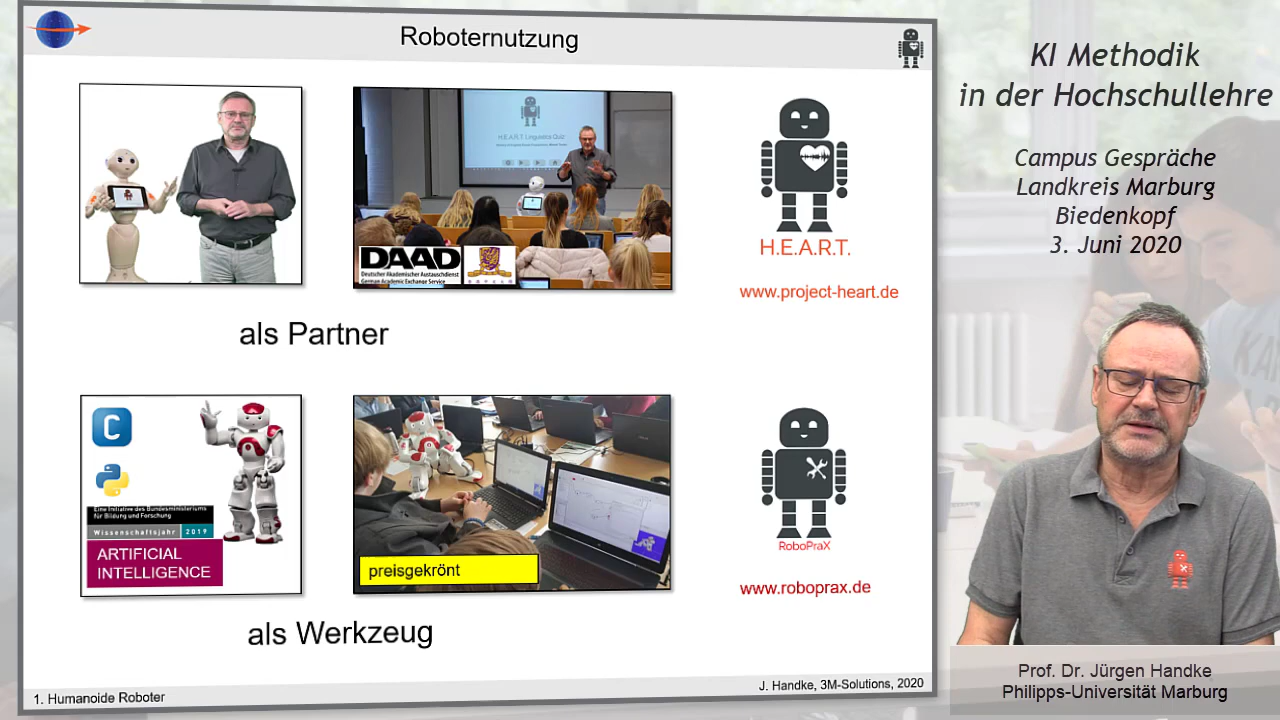 Roboternutzung
H.E.A.R.T. Linguistics Quiz
DAAD
Deutscher Akademischer Austauschdienst
German Academic Exchange Service
H.E.A.R.T.
www.project-heart.de
als Partner
C
Eine Initiative des Bundesministeriums
für Bildung und Forschung
Wissenschaftsjahr 2019
ARTIFICIAL
INTELLIGENCE
preisgekrönt
RoboPraX
www.roboprax.de
als Werkzeug
1. Humanoide Roboter
J. Handke, 3M-Solutions, 2020
KI Methodik
in der Hochschullehre
Campus Gespräche
Landkreis Marburg
Biedenkopf
3. Juni 2020
Prof. Dr. Jürgen Handke
Philipps-Universität Marburg